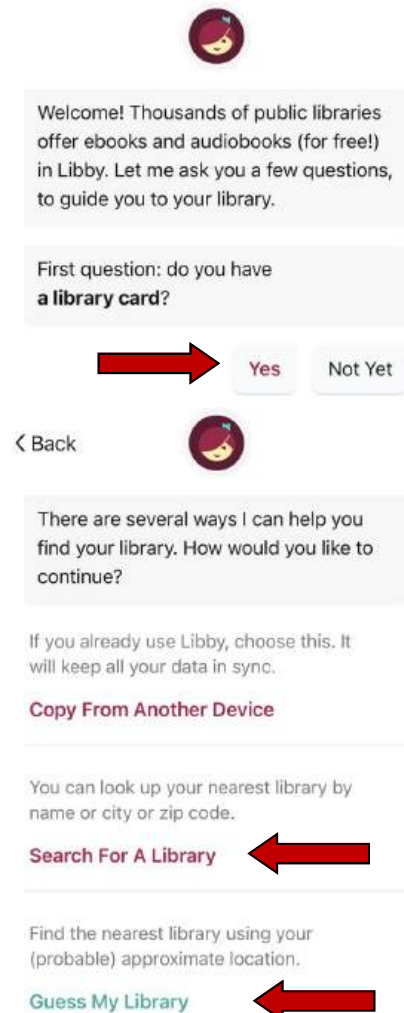 Welcome! Thousands of public libraries
offer ebooks and audiobooks (for free!)
in Libby. Let me ask you a few questions,
to guide you to your library.
First question: do you have
a library card?
Yes Not Yet
< Back
There are several ways I can help you
find your library. How would you like to
continue?
If you already use Libby, choose this. It
will keep all your data in sync.
Copy From Another Device
You can look up your nearest library by
name or city or zip code.
Search For A Library
Find the nearest library using your
(probable) approximate location.
Guess My Library